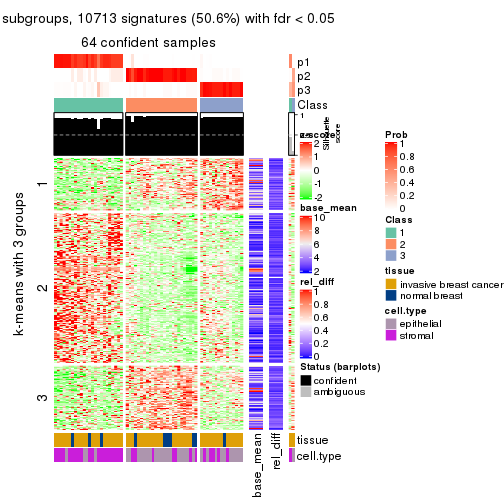 subgroups, 10713 signatures (50.6%) with fdr < 0.05
64 confident samples
p1
p2
p3
Class
1
Silhouette
score
k-means with 3 groups
1
2
3
z-score
2
1
0
-1
-2
base_mean
10
8
6
4
2
rel_diff
1
0.8
0.6
0.4
0.2
0
Status (barplots)
confident
ambiguous
Prob
1
0.8
0.6
0.4
0.2
0
Class
1
2
3
tissue
invasive breast cancer
normal breast
cell.type
epithelial
stromal
tissue
cell.type
base_mean
rel_diff